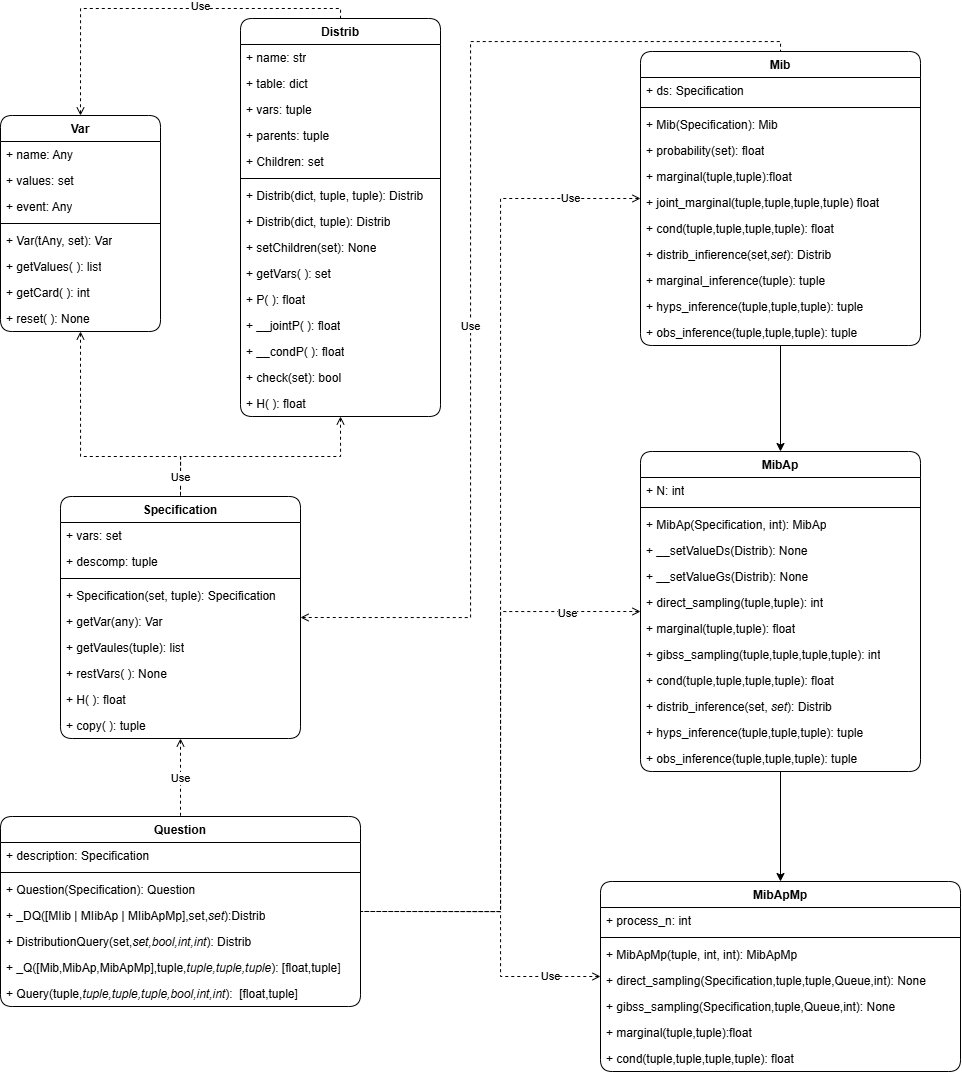 Use
Distrib
+ name: str
+ table: dict
+ vars: tuple
+ parents: tuple
+ Children: set
+ Distrib(dict, tuple, tuple): Distrib
+ Distrib(dict, tuple): Distrib
+ setChildren(set): None
+ getVars( ): set
+ P( ): float
+ __jointP( ): float
+ __condP( ): float
+ check(set): bool
+ H( ): float
Var
+ name: Any
+ values: set
+ event: Any
+ Var(tAny, set): Var
+ getValues( ): list
+ getCard( ): int
+ reset( ): None
Use
Use
Mib
+ ds: Specification
+ Mib(Specification): Mib
+ probability(set): float
+ marginal(tuple,tuple):float
+ joint_marginal(tuple,tuple,tuple,tuple) float
+ cond(tuple,tuple,tuple,tuple): float
+ distrib_infierence(set,set): Distrib
+ marginal_inference(tuple): tuple
+ hyps_inference(tuple,tuple,tuple): tuple
+ obs_inference(tuple,tuple,tuple): tuple
Use
Specification
+ vars: set
+ descomp: tuple
+ Specification(set, tuple): Specification
+ getVar(any): Var
+ getVaules(tuple): list
+ restVars( ): None
+ H( ): float
+ copy( ): tuple
Use
MibAp
+ N: int
+ MibAp(Specification, int): MibAp
+ __setValueDs(Distrib): None
+ __setValueGs(Distrib): None
+ direct_sampling(tuple,tuple): int
+ marginal(tuple,tuple): float
+ gibss_sampling(tuple,tuple,tuple,tuple): int
+ cond(tuple,tuple,tuple,tuple): float
+ distrib_inference(set, set): Distrib
+ hyps_inference(tuple,tuple,tuple): tuple
+ obs_inference(tuple,tuple,tuple): tuple
Use
Question
+ description: Specification
+ Question(Specification): Question
+ _DQ([MIib | MIibAp | MIibApMp],set,set):Distrib
+ DistributionQuery(set,set,bool,int,int): Distrib
+ _Q([Mib,MibAp,MibApMp],tuple,tuple,tuple,tuple): [float,tuple]
+ Query(tuple,tuple,tuple,tuple,bool,int,int):  [float,tuple]
Use
MibApMp
+ process_n: int
+ MibApMp(tuple, int, int): MibApMp
+ direct_sampling(Specification,tuple,tuple,Queue,int): None
+ gibss_sampling(Specification,tuple,Queue,int): None
+ marginal(tuple,tuple):float
+ cond(tuple,tuple,tuple,tuple): float